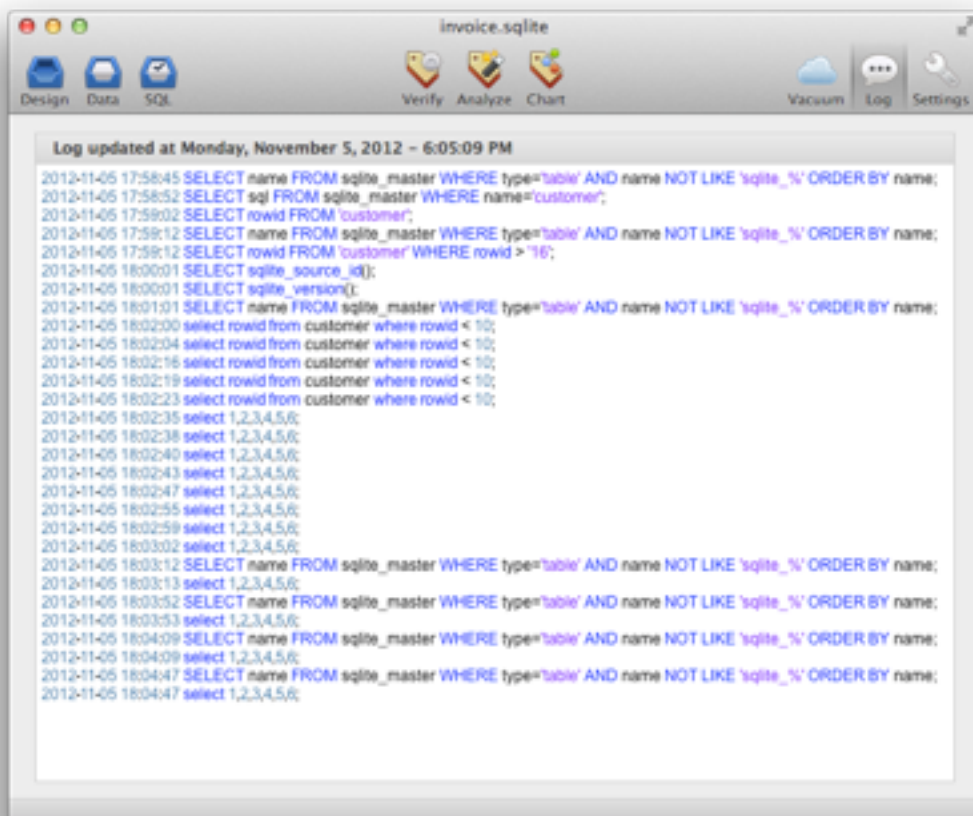 invoice.sqlite
Design Data SQL Verify Analyze Chart Vacuum Log Settings
Log updated at Monday, November 5, 2012 – 6:05:09 PM
2012-11-05 17:58:45 SELECT name FROM sqlite_master WHERE type='table' AND name NOT LIKE 'sqlite_%' ORDER BY name;
2012-11-05 17:58:52 SELECT sql FROM sqlite_master WHERE name='customer';
2012-11-05 17:59:02 SELECT rowid FROM 'customer';
2012-11-05 17:59:12 SELECT name FROM sqlite_master WHERE type='table' AND name NOT LIKE 'sqlite_%' ORDER BY name;
2012-11-05 17:59:12 SELECT rowid FROM 'customer' WHERE rowid > '16';
2012-11-05 18:00:01 SELECT sqlite_source_id();
2012-11-05 18:00:01 SELECT sqlite_version();
2012-11-05 18:01:01 SELECT name FROM sqlite_master WHERE type='table' AND name NOT LIKE 'sqlite_%' ORDER BY name;
2012-11-05 18:02:00 select rowid from customer where rowid < 10;
2012-11-05 18:02:04 select rowid from customer where rowid < 10;
2012-11-05 18:02:16 select rowid from customer where rowid < 10;
2012-11-05 18:02:19 select rowid from customer where rowid < 10;
2012-11-05 18:02:23 select rowid from customer where rowid < 10;
2012-11-05 18:02:35 select 1,2,3,4,5,6;
2012-11-05 18:02:38 select 1,2,3,4,5,6;
2012-11-05 18:02:40 select 1,2,3,4,5,6;
2012-11-05 18:02:43 select 1,2,3,4,5,6;
2012-11-05 18:02:47 select 1,2,3,4,5,6;
2012-11-05 18:02:55 select 1,2,3,4,5,6;
2012-11-05 18:02:59 select 1,2,3,4,5,6;
2012-11-05 18:03:02 select 1,2,3,4,5,6;
2012-11-05 18:03:12 SELECT name FROM sqlite_master WHERE type='table' AND name NOT LIKE 'sqlite_%' ORDER BY name;
2012-11-05 18:03:13 select 1,2,3,4,5,6;
2012-11-05 18:03:52 SELECT name FROM sqlite_master WHERE type='table' AND name NOT LIKE 'sqlite_%' ORDER BY name;
2012-11-05 18:03:53 select 1,2,3,4,5,6;
2012-11-05 18:04:09 SELECT name FROM sqlite_master WHERE type='table' AND name NOT LIKE 'sqlite_%' ORDER BY name;
2012-11-05 18:04:09 select 1,2,3,4,5,6;
2012-11-05 18:04:47 SELECT name FROM sqlite_master WHERE type='table' AND name NOT LIKE 'sqlite_%' ORDER BY name;
2012-11-05 18:04:47 select 1,2,3,4,5,6;